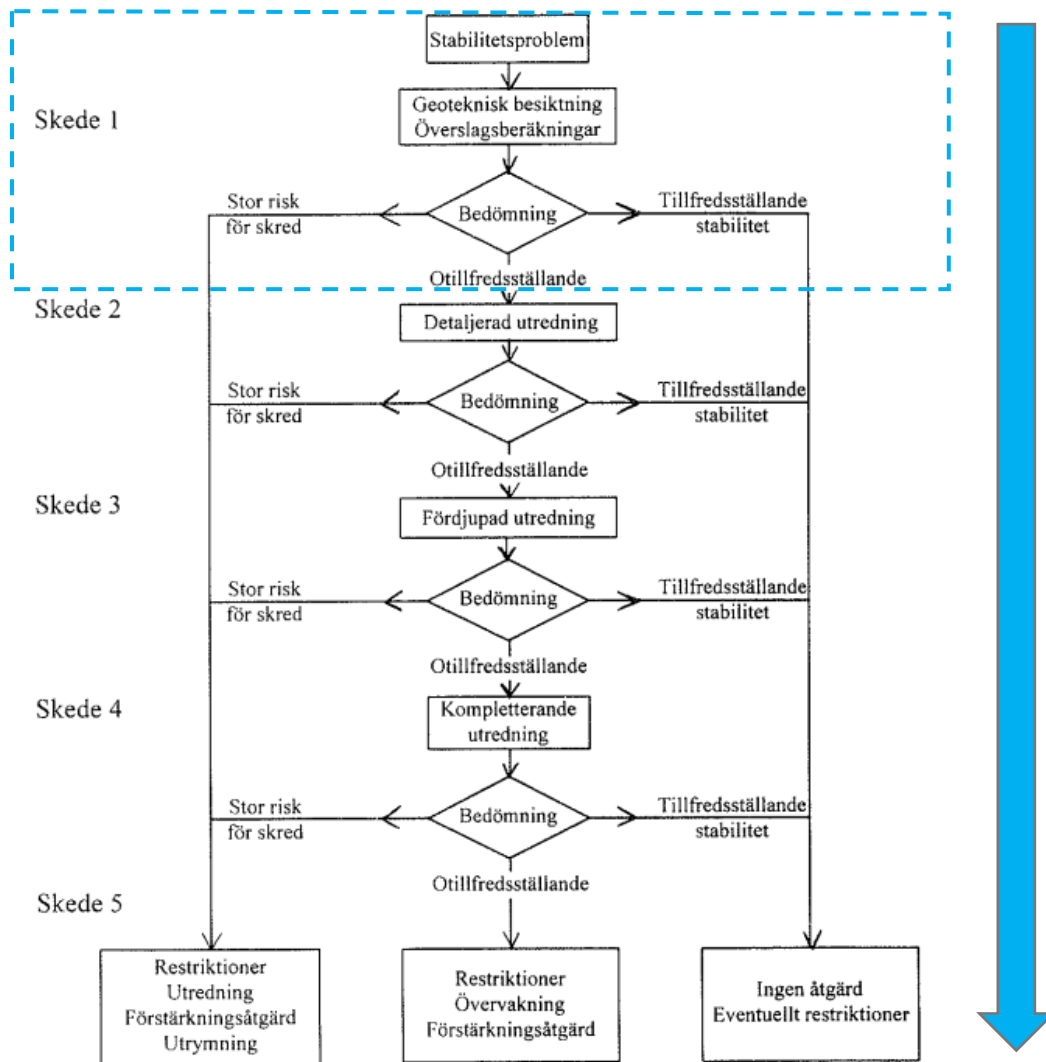 Stabilitetsproblem
Skede 1
Geoteknisk besiktning
Överslagsberäkningar
Stor risk
för skred
Bedömning
Tillfredsställande
stabilitet
Otillfredsställande
Skede 2
Detaljerad utredning
Stor risk
för skred
Bedömning
Tillfredsställande
stabilitet
Otillfredsställande
Skede 3
Fördjupad utredning
Stor risk
för skred
Bedömning
Tillfredsställande
stabilitet
Otillfredsställande
Skede 4
Kompletterande
utredning
Stor risk
för skred
Bedömning
Tillfredsställande
stabilitet
Otillfredsställande
Skede 5
Restriktioner
Utredning
Förstärkningsåtgärd
Utrymning
Restriktioner
Övervakning
Förstärkningsåtgärd
Ingen åtgärd
Eventuellt restriktioner